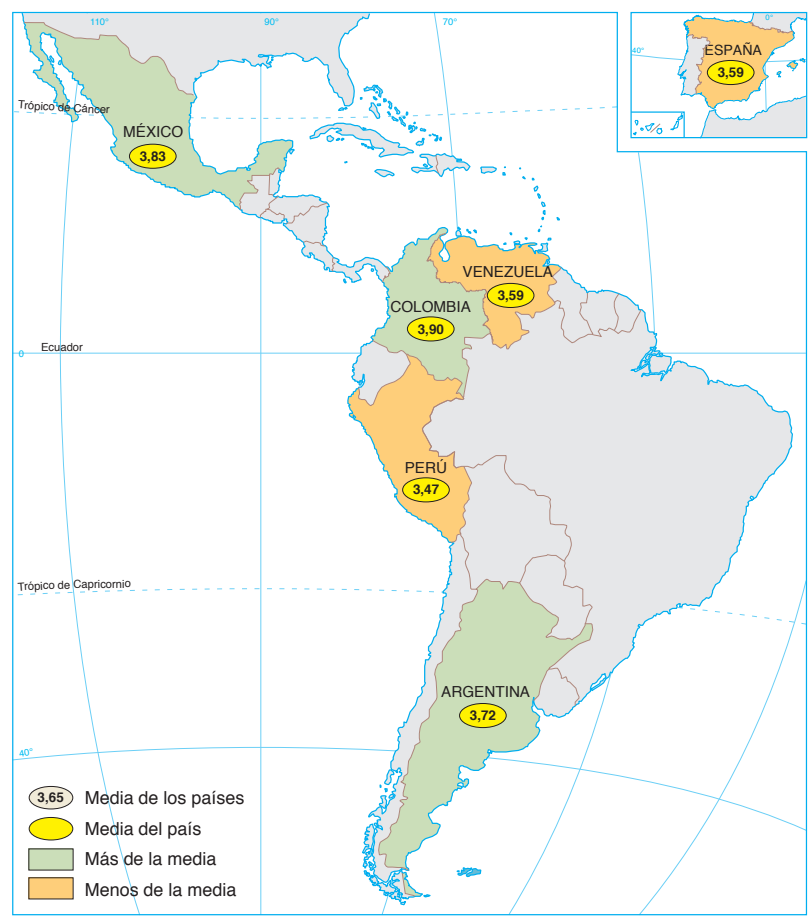 110°
90°
70°
0°
40°
ESPAÑA
3,59
Trópico de Cáncer
MÉXICO
3,83
VENEZUELA
3,59
COLOMBIA
3,90
Ecuador
0
PERÚ
3,47
Trópico de Capricornio
ARGENTINA
3,72
40°
3,65 Media de los países
Media del país
Más de la media
Menos de la media